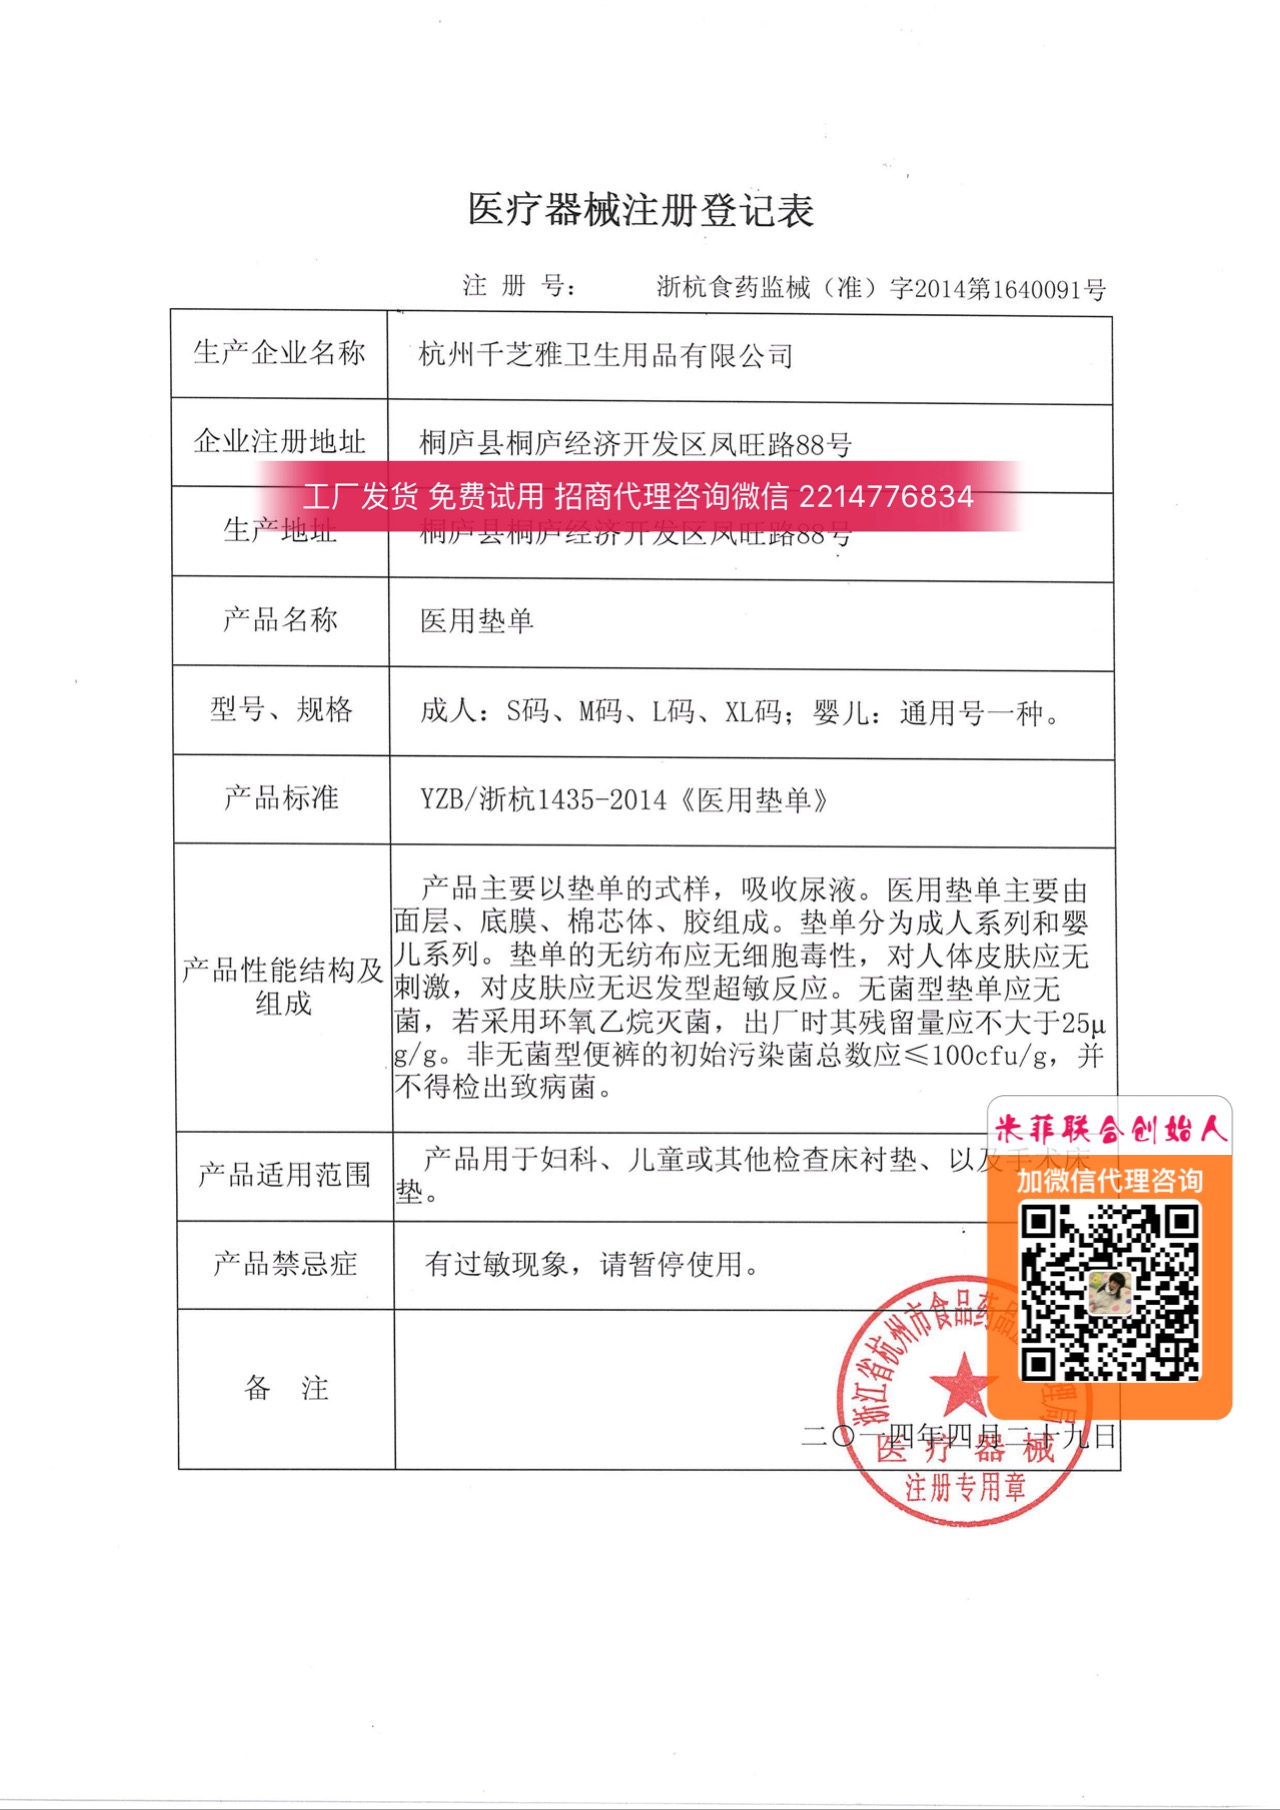 医疗器械注册登记表
注 册 号： 浙杭食药监械（准）字2014第1640091号
生产企业名称 杭州千芝雅卫生用品有限公司
企业注册地址 桐庐县桐庐经济开发区凤旺路88号
工厂发货 免费试用 招商代理咨询微信 2214776834
生产地址 桐庐县桐庐经济开发区凤旺路88号
产品名称 医用垫单
型号、规格 成人：S码、M码、L码、XL码；婴儿：通用号一种。
产品标准 YZB/浙杭1435-2014《医用垫单》
产品性能结构及
组成
产品主要以垫单的式样，吸收尿液。医用垫单主要由
面层、底膜、棉芯体、胶组成。垫单分为成人系列和婴
儿系列。垫单的无纺布应无细胞毒性，对人体皮肤应无
刺激，对皮肤应无迟发型超敏反应。无菌型垫单应无
菌，若采用环氧乙烷灭菌，出厂时其残留量应不大于25μ
g/g。非无菌型便裤的初始污染菌总数应≤100cfu/g，并
不得检出致病菌。
产品适用范围
产品用于妇科、儿童或其他检查床衬垫、以及手术床
垫。
产品禁忌症 有过敏现象，请暂停使用。
备 注
二〇一四年四月二十九日
浙江省杭州市食品药品 理局
医疗器械
注册专用章
米菲联合创始人
加微信代理咨询